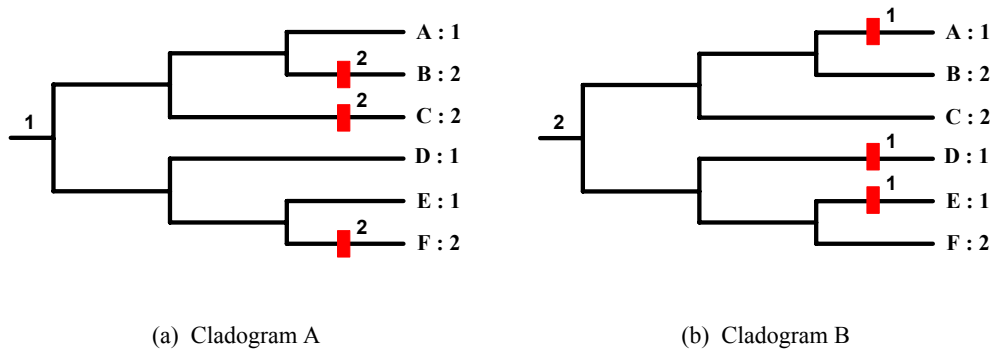 2
A : 1
B : 2
2
C : 2
1
D : 1
E : 1
2
F : 2
(a) Cladogram A
1
A : 1
B : 2
C : 2
2
1
D : 1
1
E : 1
F : 2
(b) Cladogram B